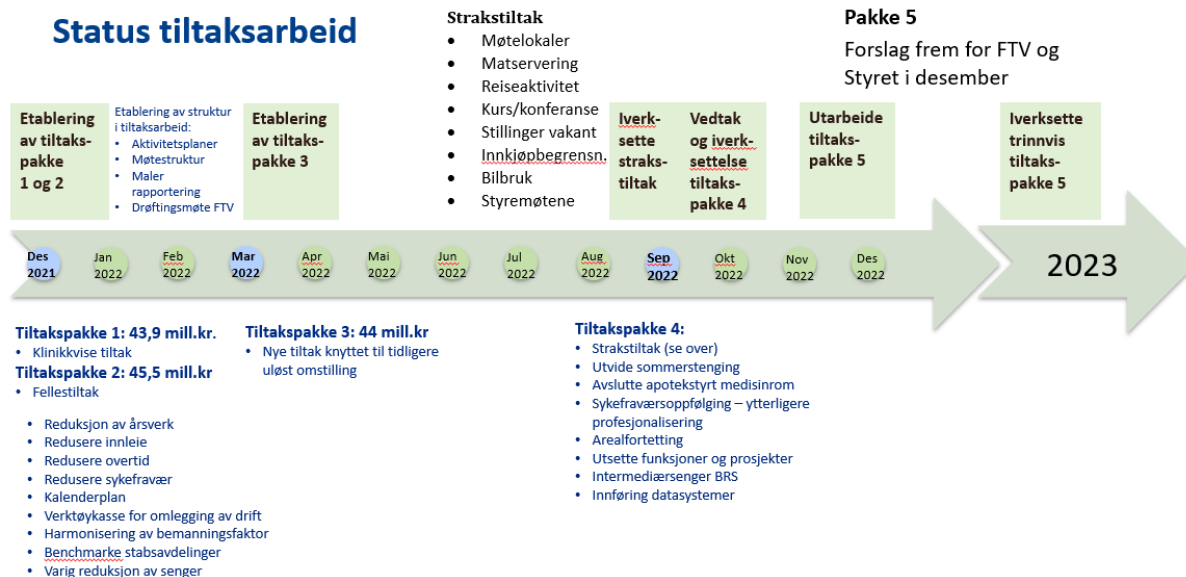 Status tiltaksarbeid
Strakstiltak
• Møtelokaler
• Matservering
• Reiseaktivitet
• Kurs/konferanse
• Stillinger vakant
• Innkjøpbegrensn.
• Bilbruk
• Styremøtene
Pakke 5
Forslag frem for FTV og
Styret i desember
Etablering
av tiltaks-
pakke
1 og 2
Etablering av struktur
i tiltaksarbeid:
• Aktivitetsplaner
• Møtestruktur
• Maler
rapportering
• Drøftingsmøte FTV
Etablering
av tiltaks-
pakke 3
Iverk-
sette
straks-
tiltak
Vedtak
og iverk-
settelse
tiltaks-
pakke 4
Utarbeide
tiltaks-
pakke 5
Iverksette
trinnvis
tiltaks-
pakke 5
Des
2021
Jan
2022
Feb
2022
Mar
2022
Apr
2022
Mai
2022
Jun
2022
Jul
2022
Aug
2022
Sep
2022
Okt
2022
Nov
2022
Des
2022
2023
Tiltakspakke 1: 43,9 mill.kr.
• Klinikkvise tiltak
Tiltakspakke 2: 45,5 mill.kr
• Fellestiltak
• Reduksjon av årsverk
• Redusere innleie
• Redusere overtid
• Redusere sykefravær
• Kalenderplan
• Verktøykasse for omlegging av drift
• Harmonisering av bemanningsfaktor
• Benchmarke stabsavdelinger
• Varig reduksjon av senger
Tiltakspakke 3: 44 mill.kr
• Nye tiltak knyttet til tidligere
uløst omstilling
Tiltakspakke 4:
• Strakstiltak (se over)
• Utvide sommerstenging
• Avslutte apotekstyrt medisinrom
• Sykefraværsoppfølging – ytterligere
profesjonalisering
• Arealfortetting
• Utsette funksjoner og prosjekter
• Intermediærsenger BRS
• Innføring datasystemer